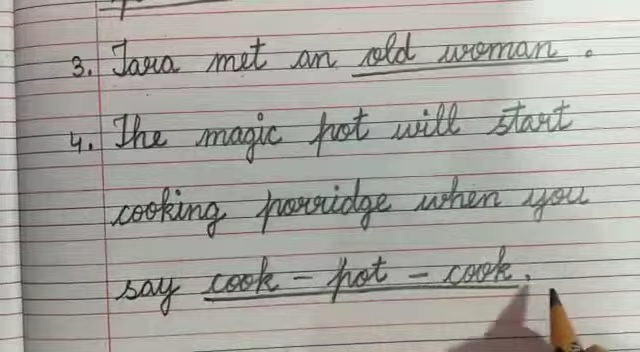 3. Tara met an old woman.
4. The magic pot will start
cooking porridge when you
say cook - pot - cook.